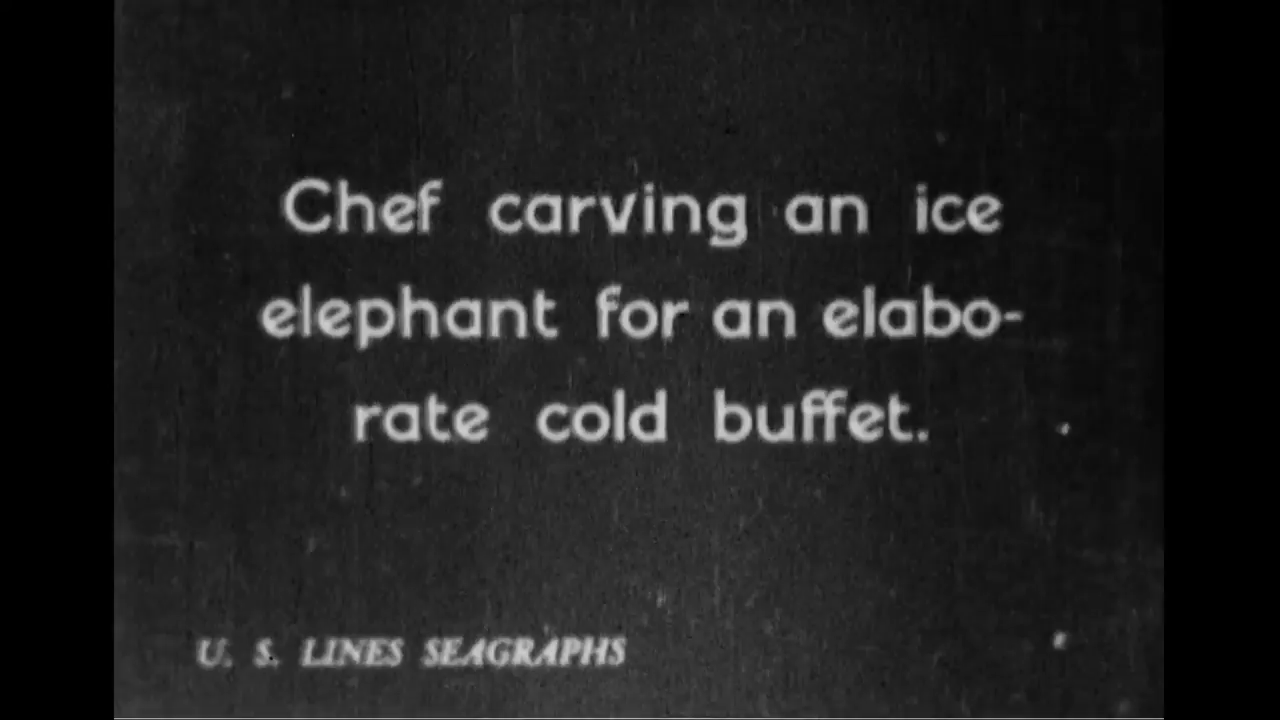 Chef carving an ice
elephant for an elabo-
rate cold buffet.
U. S. LINES SEAGRAPHS